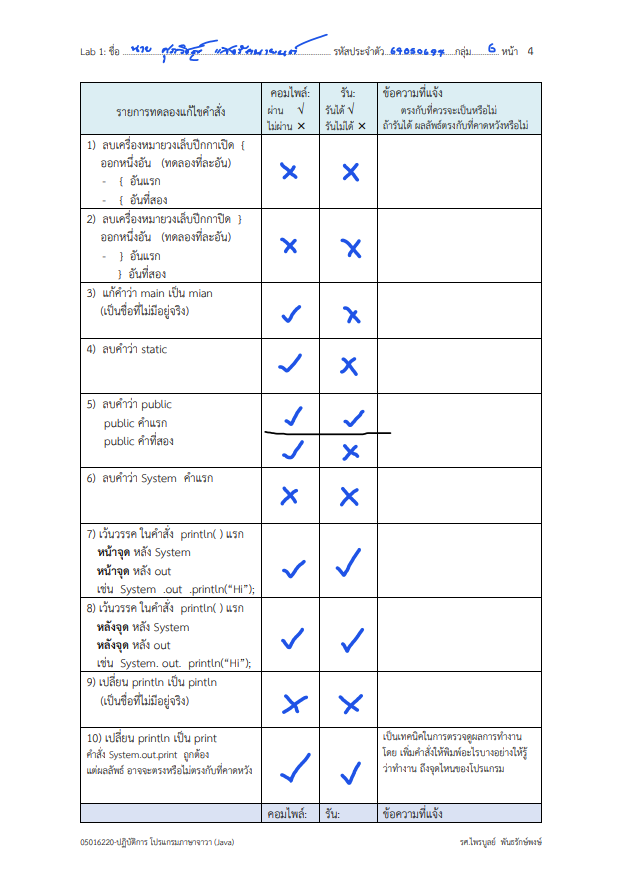 Lab 1: ชื่อ นาย รหัสประจำตัว กลุ่ม 6 หน้า 4
รายการทดลองแก้ไขคำสั่ง
คอมไพล์:
ผ่าน √
ไม่ผ่าน ×
รัน:
รันได้ √
รันไม่ได้ ×
ข้อความที่แจ้ง
ตรงกับที่ควรจะเป็นหรือไม่
ถ้ารันได้ ผลลัพธ์ตรงกับที่คาดหวังหรือไม่
1) ลบเครื่องหมายวงเล็บปีกกาเปิด {
ออกหนึ่งอัน (ทดลองที่ละอัน)
- { อันแรก
- { อันที่สอง
× ×
2) ลบเครื่องหมายวงเล็บปีกกาปิด }
ออกหนึ่งอัน (ทดลองที่ละอัน)
- } อันแรก
} อันที่สอง
× ×
3) แก้คำว่า main เป็น mian
(เป็นชื่อที่ไม่มีอยู่จริง)
✓ ×
4) ลบคำว่า static
✓ ×
5) ลบคำว่า public
public คำแรก
✓ ✓
public คำที่สอง
✓ ×
6) ลบคำว่า System คำแรก
× ×
7) เว้นวรรค ในคำสั่ง println( ) แรก
หน้าจุด หลัง System
หน้าจุด หลัง out
เช่น System .out .println("Hi");
✓ ✓
8) เว้นวรรค ในคำสั่ง println( ) แรก
หลังจุด หลัง System
หลังจุด หลัง out
เช่น System. out. println("Hi");
✓ ✓
9) เปลี่ยน println เป็น pintln
(เป็นชื่อที่ไม่มีอยู่จริง)
× ×
10) เปลี่ยน println เป็น print
คำสั่ง System.out.print ถูกต้อง
แต่ผลลัพธ์ อาจจะตรงหรือไม่ตรงกับที่คาดหวัง
✓ ✓
เป็นเทคนิคในการตรวจดูผลการทำงาน
โดย เพิ่มคำสั่งให้พิมพ์อะไรบางอย่างให้รู้
ว่าทำงาน ถึงจุดไหนของโปรแกรม
คอมไพล์: รัน: ข้อความที่แจ้ง
05016220-ปฏิบัติการ โปรแกรมภาษาจาวา (Java) รศ.ไพรบูลย์ พันธรักษ์พงษ์